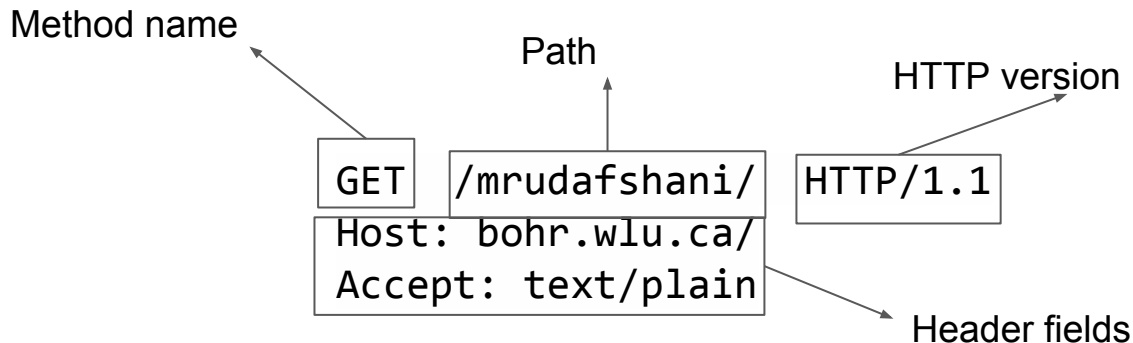 Method name
Path
HTTP version
GET /mrudafshani/ HTTP/1.1
Host: bohr.wlu.ca/
Accept: text/plain
Header fields